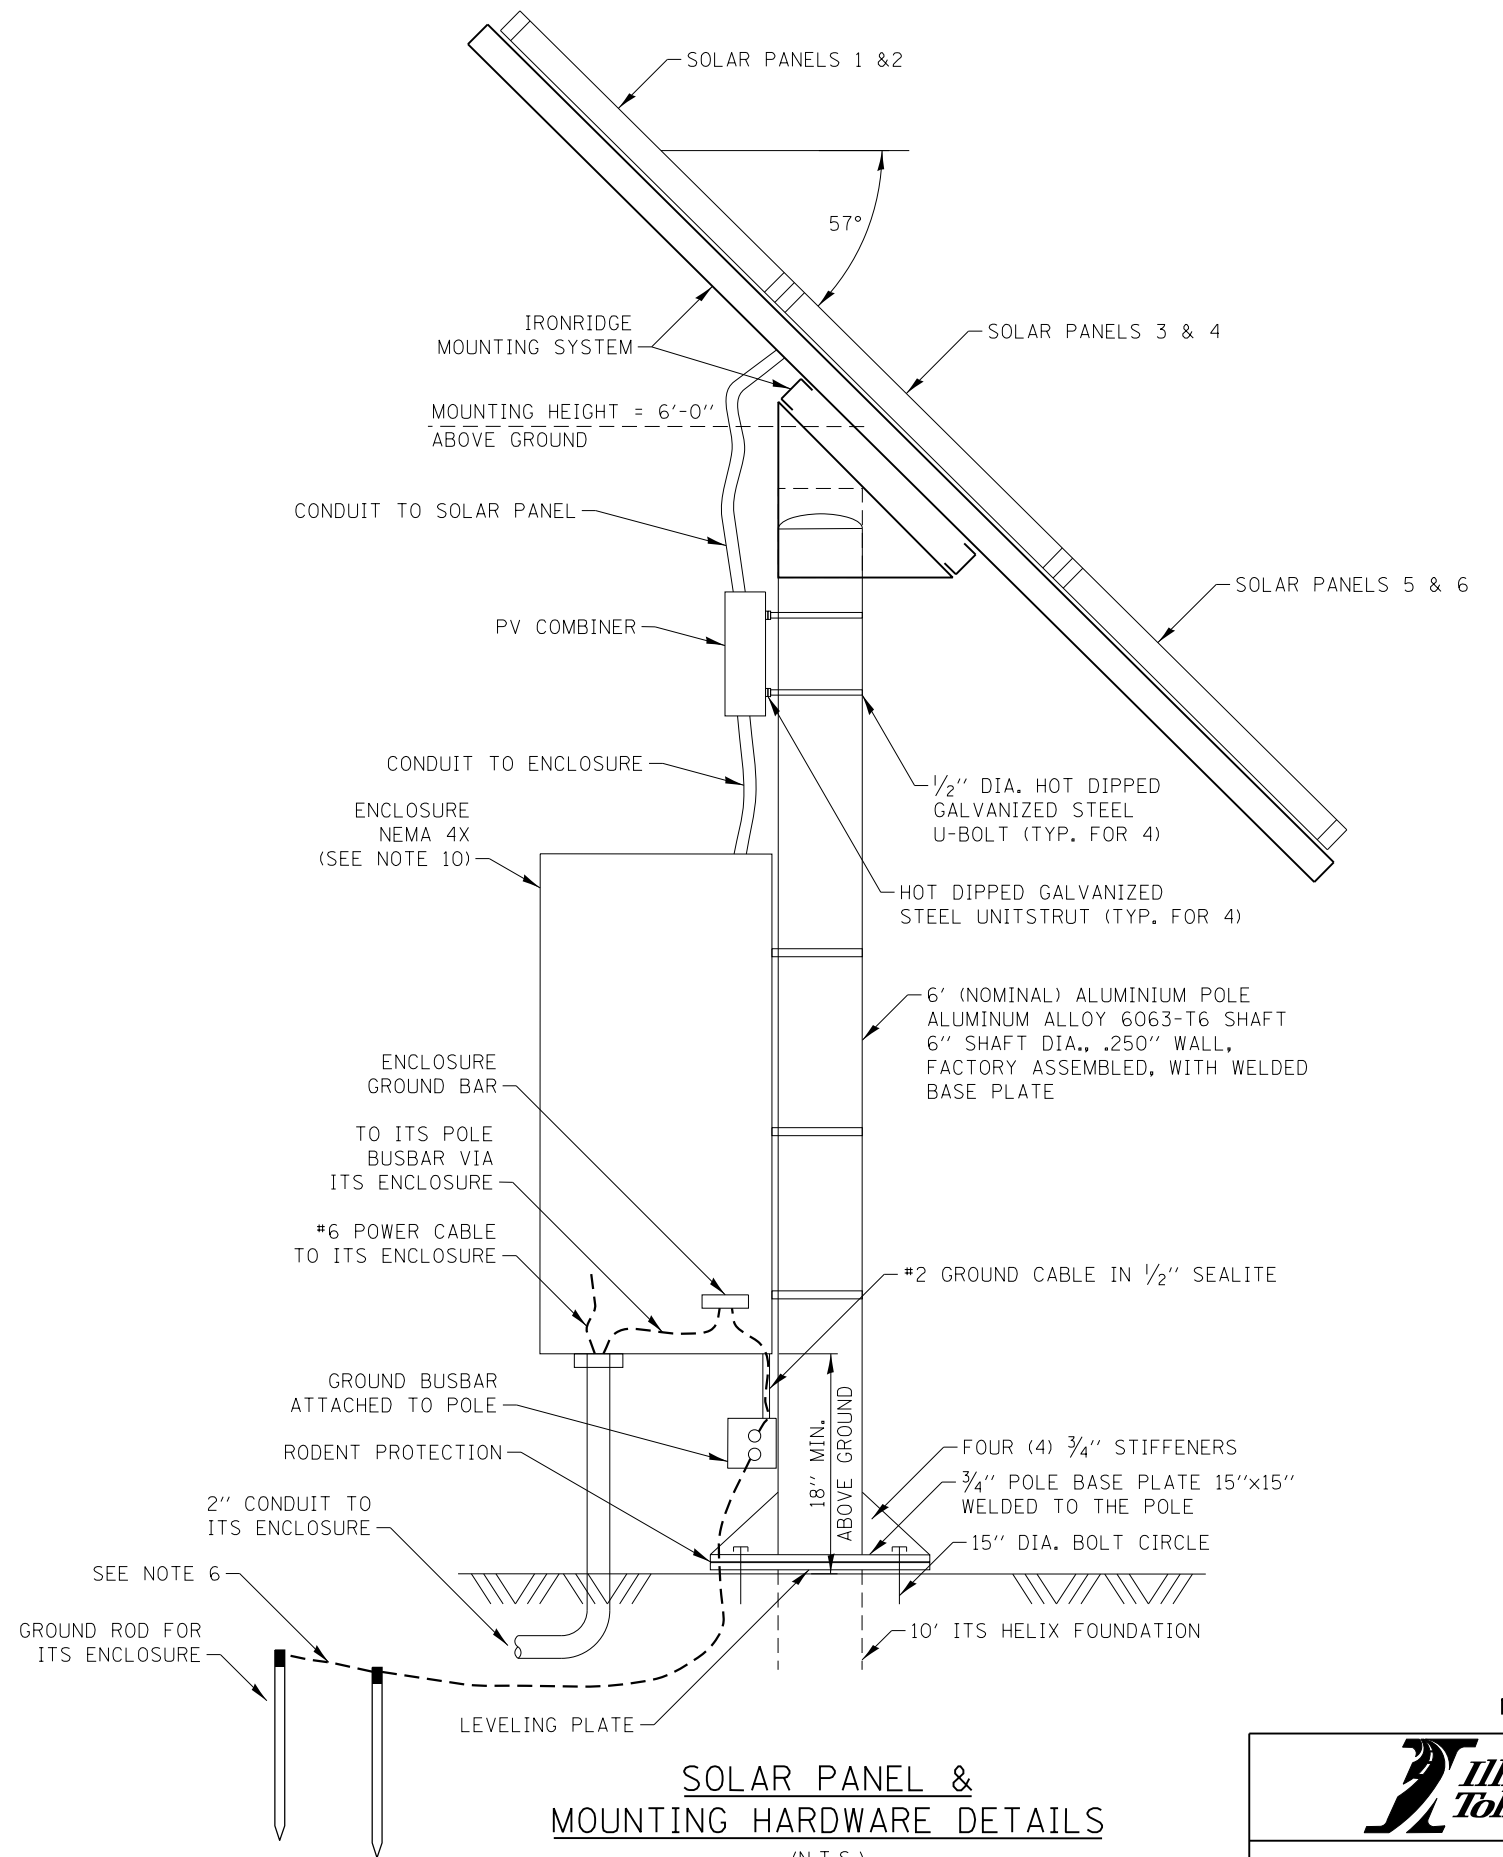 SOLAR PANELS 1 &2
57°
IRONRIDGE
MOUNTING SYSTEM
SOLAR PANELS 3 & 4
MOUNTING HEIGHT = 6'-0"
ABOVE GROUND
CONDUIT TO SOLAR PANEL
SOLAR PANELS 5 & 6
PV COMBINER
CONDUIT TO ENCLOSURE
1/2" DIA. HOT DIPPED
GALVANIZED STEEL
U-BOLT (TYP. FOR 4)
ENCLOSURE
NEMA 4X
(SEE NOTE 10)
HOT DIPPED GALVANIZED
STEEL UNITSTRUT (TYP. FOR 4)
6' (NOMINAL) ALUMINIUM POLE
ALUMINUM ALLOY 6063-T6 SHAFT
6" SHAFT DIA., .250" WALL,
FACTORY ASSEMBLED, WITH WELDED
BASE PLATE
ENCLOSURE
GROUND BAR
TO ITS POLE
BUSBAR VIA
ITS ENCLOSURE
#6 POWER CABLE
TO ITS ENCLOSURE
#2 GROUND CABLE IN 1/2" SEALITE
GROUND BUSBAR
ATTACHED TO POLE
18" MIN.
ABOVE GROUND
RODENT PROTECTION
FOUR (4) 3/4" STIFFENERS
3/4" POLE BASE PLATE 15"x15"
WELDED TO THE POLE
2" CONDUIT TO
ITS ENCLOSURE
15" DIA. BOLT CIRCLE
SEE NOTE 6
GROUND ROD FOR
ITS ENCLOSURE
10' ITS HELIX FOUNDATION
LEVELING PLATE
SOLAR PANEL &
MOUNTING HARDWARE DETAILS
(N.T.S.)